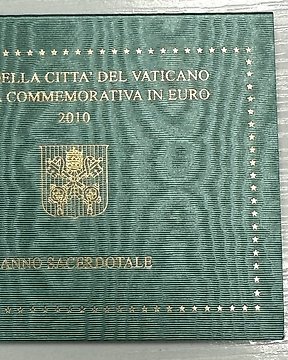 ELLA CITTA' DEL VATICANO
A COMMEMORATIVA IN EURO
2010
ANNO SACERDOTALE